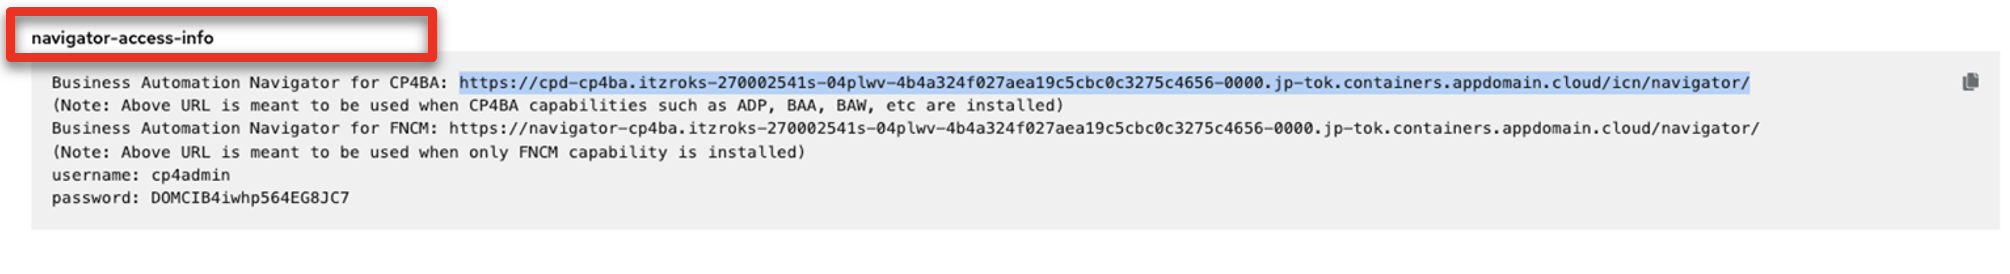 navigator-access-info
Business Automation Navigator for CP4BA: https://cpd-cp4ba.itzroks-270002541s-04plwv-4b4a324f027aea19c5cbc0c3275c4656-0000.jp-tok.containers.appdomain.cloud/icn/navigator/
(Note: Above URL is meant to be used when CP4BA capabilities such as ADP, BAA, BAW, etc are installed)
Business Automation Navigator for FNCM: https://navigator-cp4ba.itzroks-270002541s-04plwv-4b4a324f027aea19c5cbc0c3275c4656-0000.jp-tok.containers.appdomain.cloud/navigator/
(Note: Above URL is meant to be used when only FNCM capability is installed)
username: cp4admin
password: DOMCIB4iwhp564EG8JC7